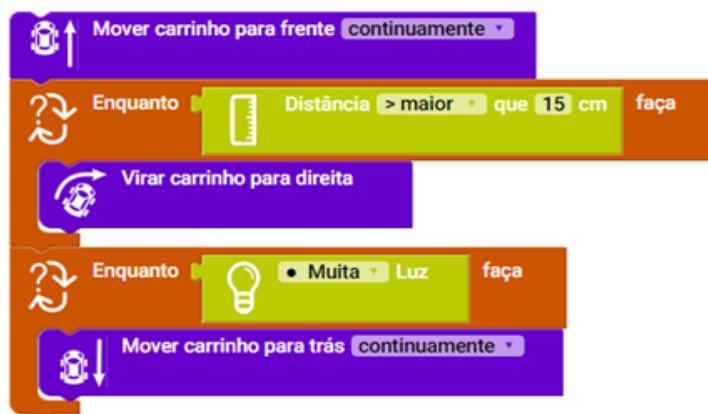 Mover carrinho para frente continuamente
Enquanto Distância > maior que 15 cm faça
Virar carrinho para direita
Enquanto • Muita Luz faça
Mover carrinho para trás continuamente